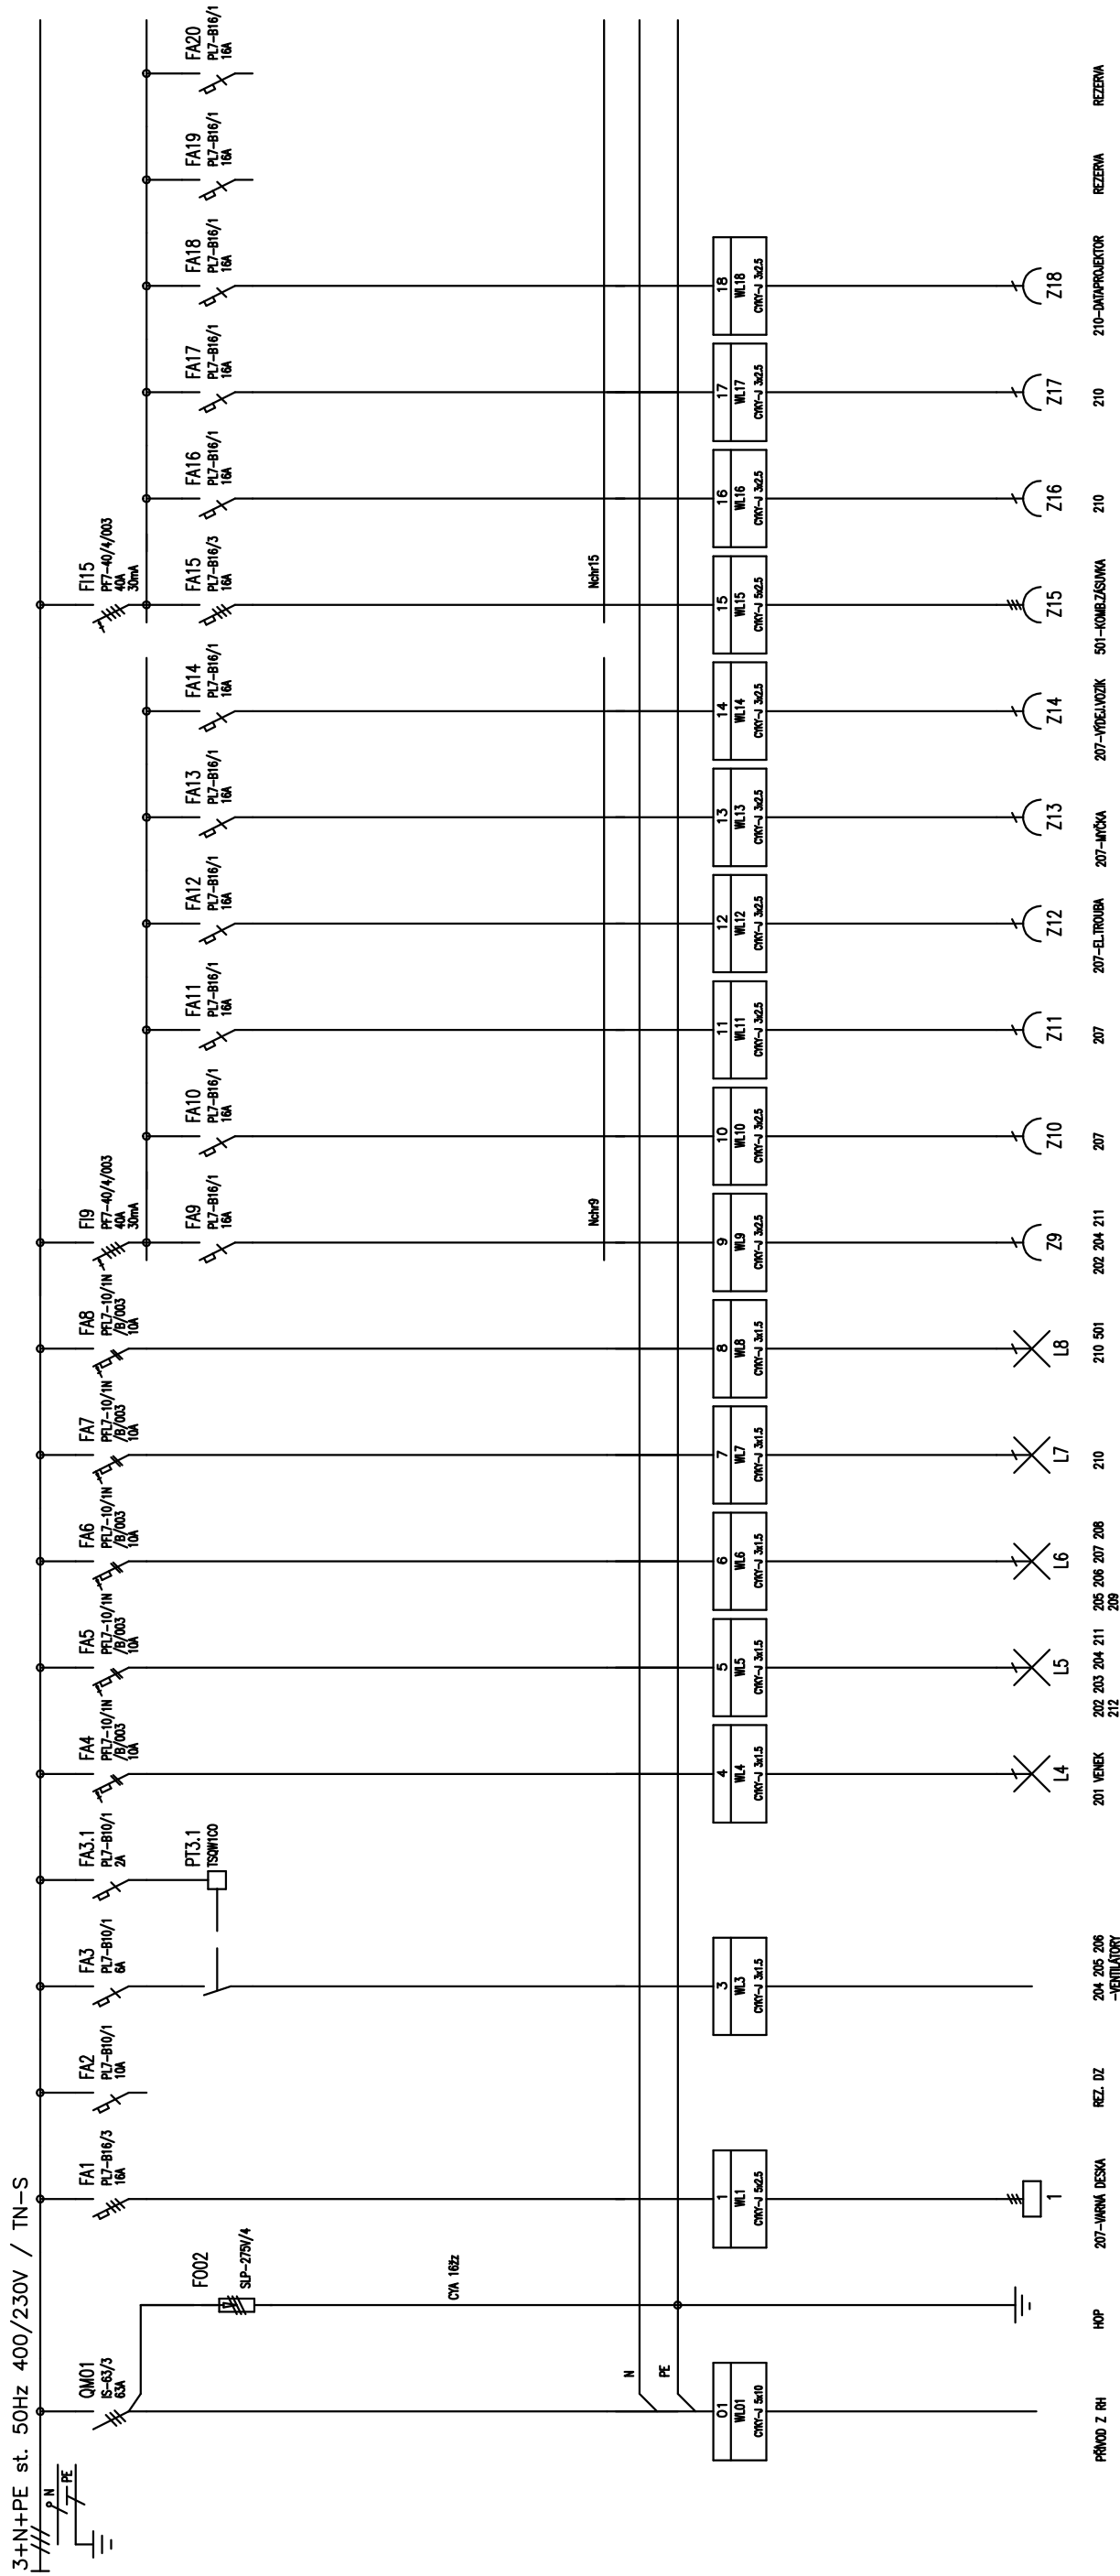 3+N+PE st. 50Hz 400/230V / TN-S
N
PE
QM01
IS-63/3
63A
F002
SLP-275V/4
CYA 16žz
N
PE
01
WL01
CYKY-J 5x10
PŘÍVOD Z RH
HOP
FA1
PL7-B16/3
16A
1
WL1
CYKY-J 5x2.5
1
207-VARNÁ DESKA
FA2
PL7-B10/1
10A
REZ. DZ
FA3
PL7-B10/1
6A
3
WL3
CYKY-J 3x1.5
204 205 206
-VENTILÁTORY
FA3.1
PL7-B10/1
2A
PT3.1
TSQW1CO
FA4
PFL7-10/1N
/B/003
10A
4
WL4
CYKY-J 3x1.5
L4
201 VENEK
FA5
PFL7-10/1N
/B/003
10A
5
WL5
CYKY-J 3x1.5
L5
202 203 204 211
212
FA6
PFL7-10/1N
/B/003
10A
6
WL6
CYKY-J 3x1.5
L6
205 206 207 208
209
FA7
PFL7-10/1N
/B/003
10A
7
WL7
CYKY-J 3x1.5
L7
210
FA8
PFL7-10/1N
/B/003
10A
8
WL8
CYKY-J 3x1.5
L8
210 501
FI9
PF7-40/4/003
40A
30mA
FA9
PL7-B16/1
16A
Nchr9
9
WL9
CYKY-J 3x2.5
Z9
202 204 211
FA10
PL7-B16/1
16A
10
WL10
CYKY-J 3x2.5
Z10
207
FA11
PL7-B16/1
16A
11
WL11
CYKY-J 3x2.5
Z11
207
FA12
PL7-B16/1
16A
12
WL12
CYKY-J 3x2.5
Z12
207-EL.TROUBA
FA13
PL7-B16/1
16A
13
WL13
CYKY-J 3x2.5
Z13
207-MYČKA
FA14
PL7-B16/1
16A
14
WL14
CYKY-J 3x2.5
Z14
207-VÝDEJ.VOZÍK
FI15
PF7-40/4/003
40A
30mA
FA15
PL7-B16/3
16A
Nchr15
15
WL15
CYKY-J 5x2.5
Z15
501-KOMB.ZÁSUVKA
FA16
PL7-B16/1
16A
16
WL16
CYKY-J 3x2.5
Z16
210
FA17
PL7-B16/1
16A
17
WL17
CYKY-J 3x2.5
Z17
210
FA18
PL7-B16/1
16A
18
WL18
CYKY-J 3x2.5
Z18
210-DATAPROJEKTOR
FA19
PL7-B16/1
16A
REZERVA
FA20
PL7-B16/1
16A
REZERVA